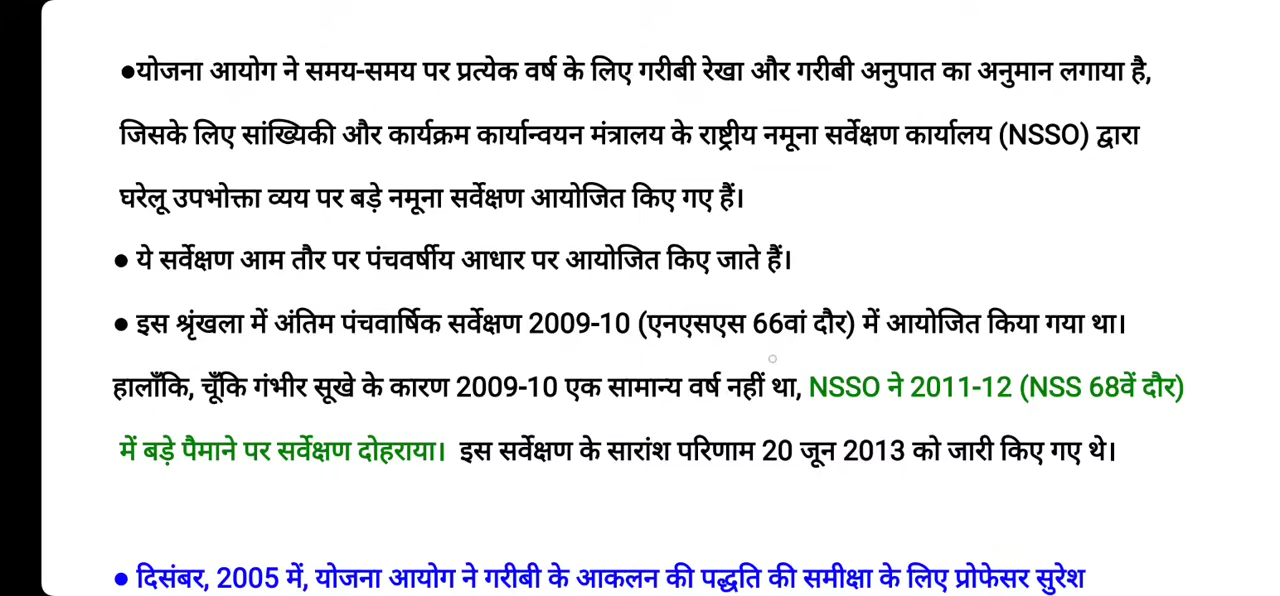 ●योजना आयोग ने समय-समय पर प्रत्येक वर्ष के लिए गरीबी रेखा और गरीबी अनुपात का अनुमान लगाया है,
जिसके लिए सांख्यिकी और कार्यक्रम कार्यान्वयन मंत्रालय के राष्ट्रीय नमूना सर्वेक्षण कार्यालय (NSSO) द्वारा
घरेलू उपभोक्ता व्यय पर बड़े नमूना सर्वेक्षण आयोजित किए गए हैं।
● ये सर्वेक्षण आम तौर पर पंचवर्षीय आधार पर आयोजित किए जाते हैं।
● इस श्रृंखला में अंतिम पंचवार्षिक सर्वेक्षण 2009-10 (एनएसएस 66वां दौर) में आयोजित किया गया था।
हालाँकि, चूँकि गंभीर सूखे के कारण 2009-10 एक सामान्य वर्ष नहीं था, NSSO ने 2011-12 (NSS 68वें दौर)
में बड़े पैमाने पर सर्वेक्षण दोहराया। इस सर्वेक्षण के सारांश परिणाम 20 जून 2013 को जारी किए गए थे।
● दिसंबर, 2005 में, योजना आयोग ने गरीबी के आकलन की पद्धति की समीक्षा के लिए प्रोफेसर सुरेश